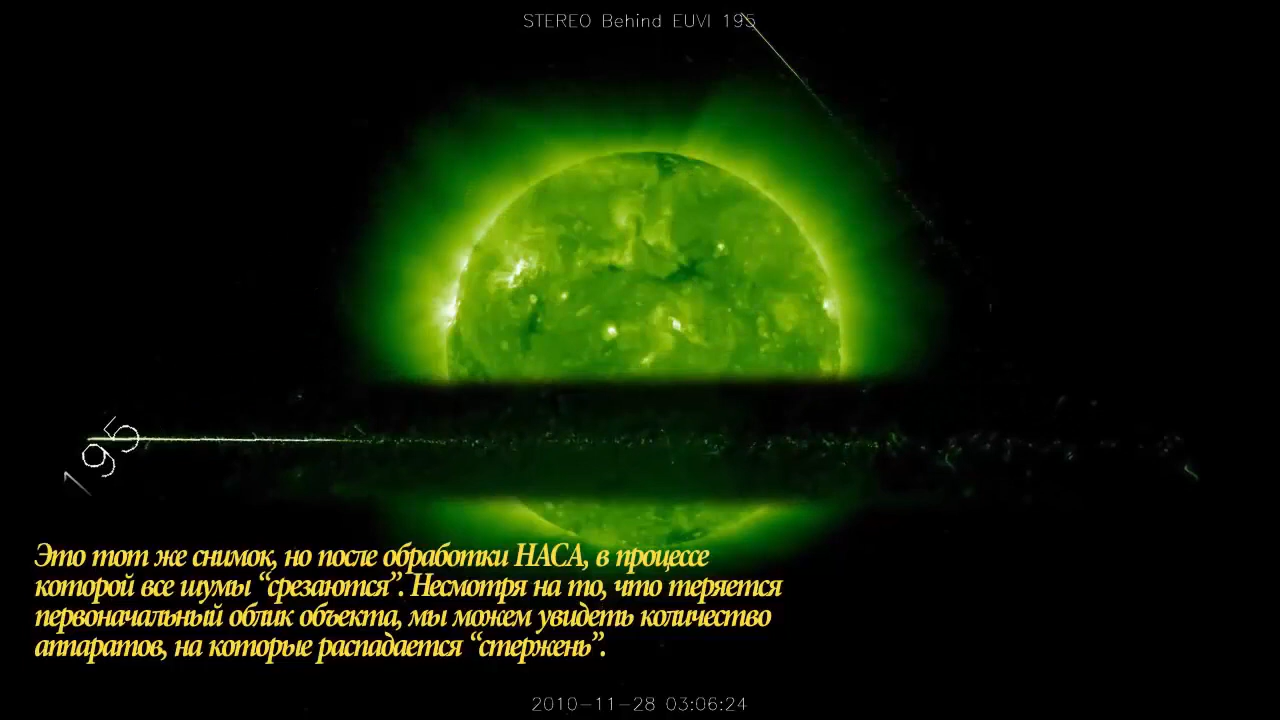 STEREO Behind EUVI 195
195
Это тот же снимок, но после обработки НАСА, в процессе
которой все шумы “срезаются”. Несмотря на то, что теряется
первоначальный облик объекта, мы можем увидеть количество
аппаратов, на которые распадается “стержень”.
2010-11-28 03:06:24